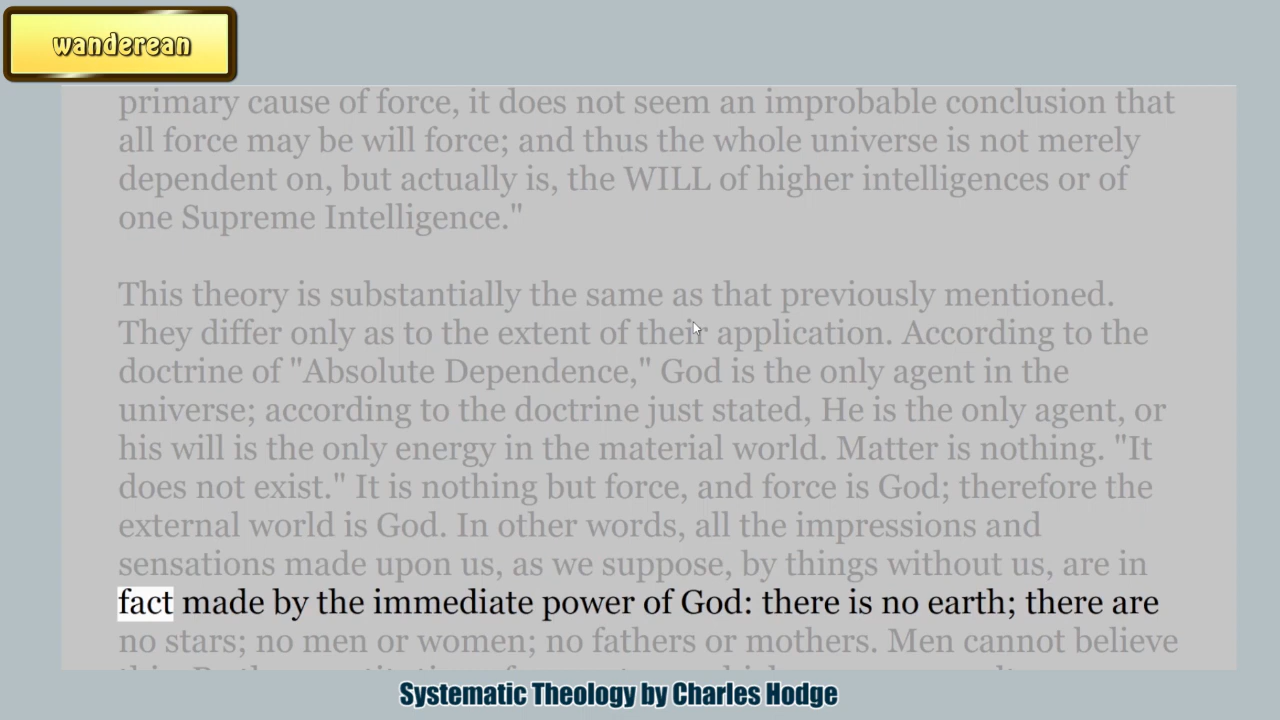 wanderean
primary cause of force, it does not seem an improbable conclusion that
all force may be will force; and thus the whole universe is not merely
dependent on, but actually is, the WILL of higher intelligences or of
one Supreme Intelligence."
This theory is substantially the same as that previously mentioned.
They differ only as to the extent of their application. According to the
doctrine of "Absolute Dependence," God is the only agent in the
universe; according to the doctrine just stated, He is the only agent, or
his will is the only energy in the material world. Matter is nothing. "It
does not exist." It is nothing but force, and force is God; therefore the
external world is God. In other words, all the impressions and
sensations made upon us, as we suppose, by things without us, are in
fact made by the immediate power of God: there is no earth; there are
no stars; no men or women; no fathers or mothers. Men cannot believe
Systematic Theology by Charles Hodge